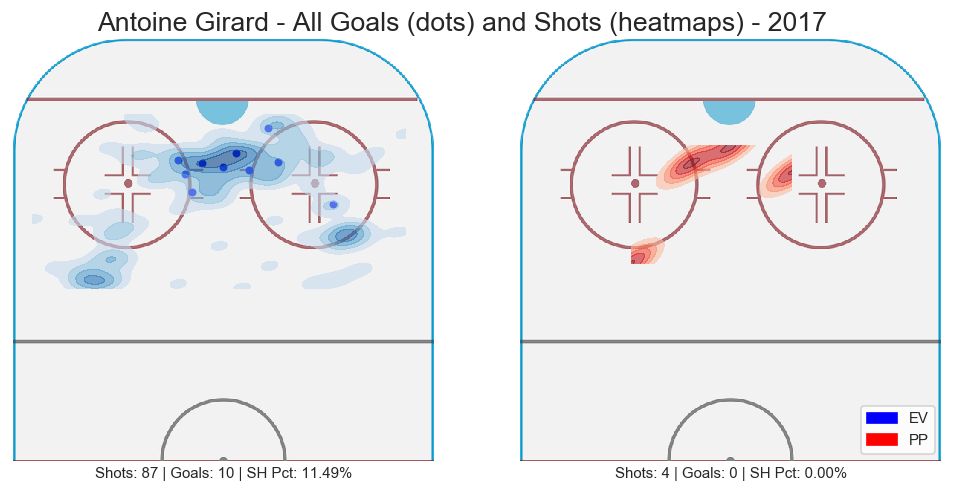 Antoine Girard - All Goals (dots) and Shots (heatmaps) - 2017
EV
PP
Shots: 87 | Goals: 10 | SH Pct: 11.49%
Shots: 4 | Goals: 0 | SH Pct: 0.00%